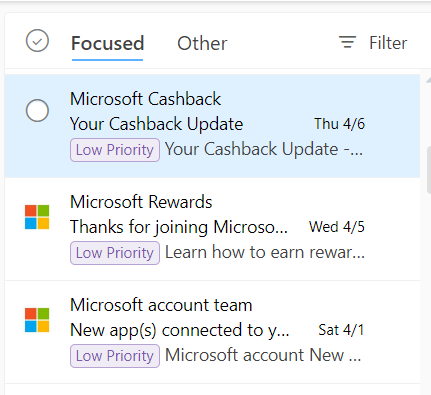 Focused Other Filter
Microsoft Cashback
Your Cashback Update Thu 4/6
Low Priority Your Cashback Update -...
Microsoft Rewards
Thanks for joining Microso... Wed 4/5
Low Priority Learn how to earn rewar...
Microsoft account team
New app(s) connected to y... Sat 4/1
Low Priority Microsoft account New ...